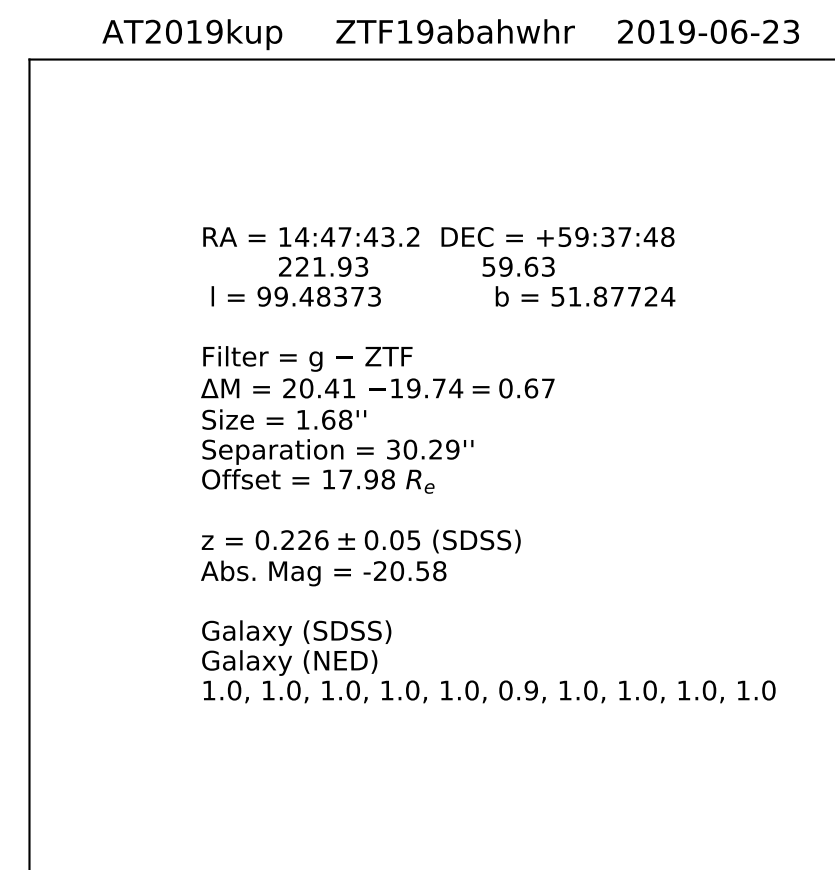 AT2019kup ZTF19abahwhr 2019-06-23
RA = 14:47:43.2 DEC = +59:37:48
221.93 59.63
l = 99.48373 b = 51.87724
Filter = g − ZTF
ΔM = 20.41 −19.74 = 0.67
Size = 1.68''
Separation = 30.29''
Offset = 17.98 Rₑ
z = 0.226 ± 0.05 (SDSS)
Abs. Mag = -20.58
Galaxy (SDSS)
Galaxy (NED)
1.0, 1.0, 1.0, 1.0, 1.0, 0.9, 1.0, 1.0, 1.0, 1.0